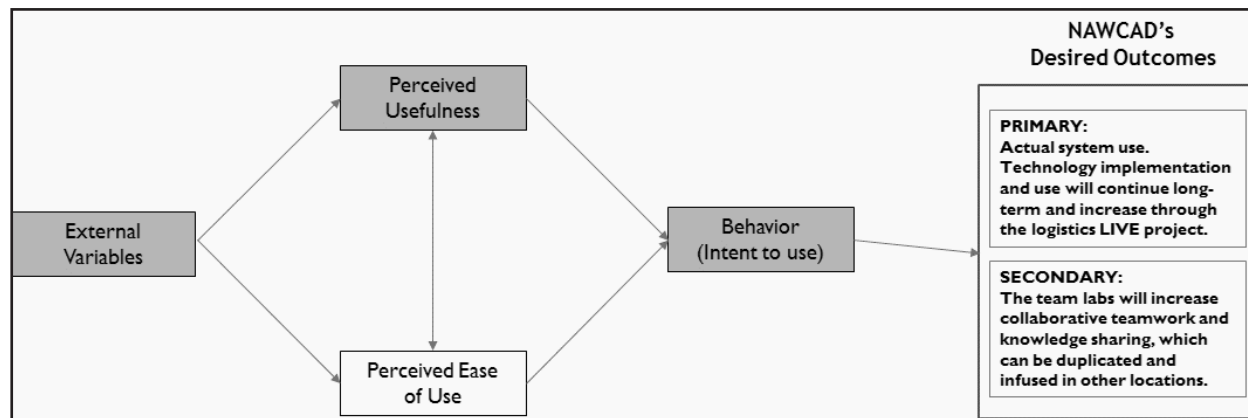 NAWCAD's
Desired Outcomes
Perceived
Usefulness
External
Variables
Perceived Ease
of Use
Behavior
(Intent to use)
PRIMARY:
Actual system use.
Technology implementation
and use will continue long-
term and increase through
the logistics LIVE project.
SECONDARY:
The team labs will increase
collaborative teamwork and
knowledge sharing, which
can be duplicated and
infused in other locations.